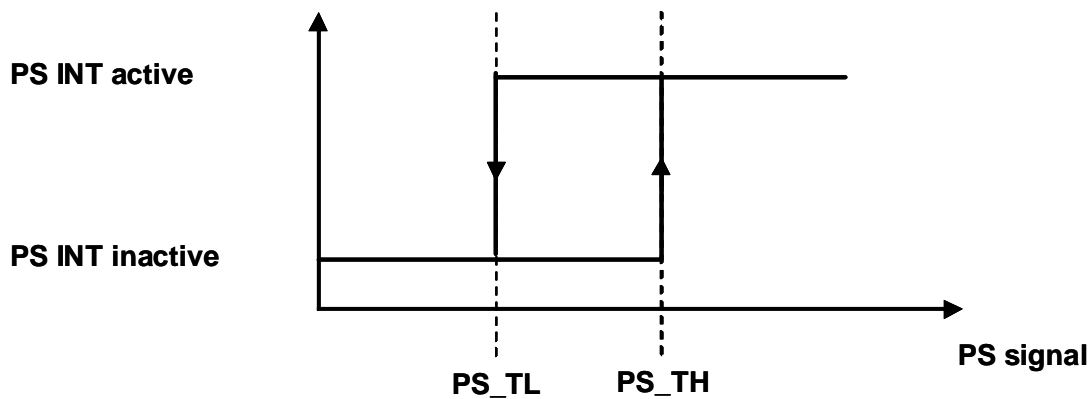 PS INT active
PS INT inactive
PS signal
PS_TL
PS_TH